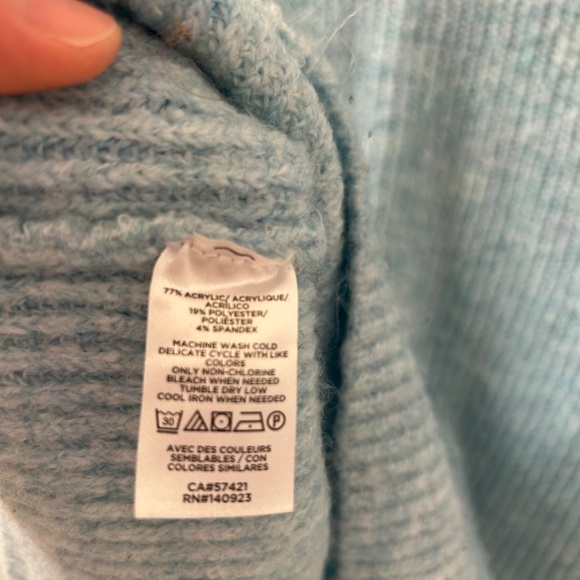 77% ACRYLIC/ ACRYLIQUE/
ACRÍLICO
19% POLYESTER/
POLIÉSTER
4% SPANDEX
MACHINE WASH COLD
DELICATE CYCLE WITH LIKE
COLORS
ONLY NON-CHLORINE
BLEACH WHEN NEEDED
TUMBLE DRY LOW
COOL IRON WHEN NEEDED
30 P
AVEC DES COULEURS
SEMBLABLES / CON
COLORES SIMILARES
CA#57421
RN#140923